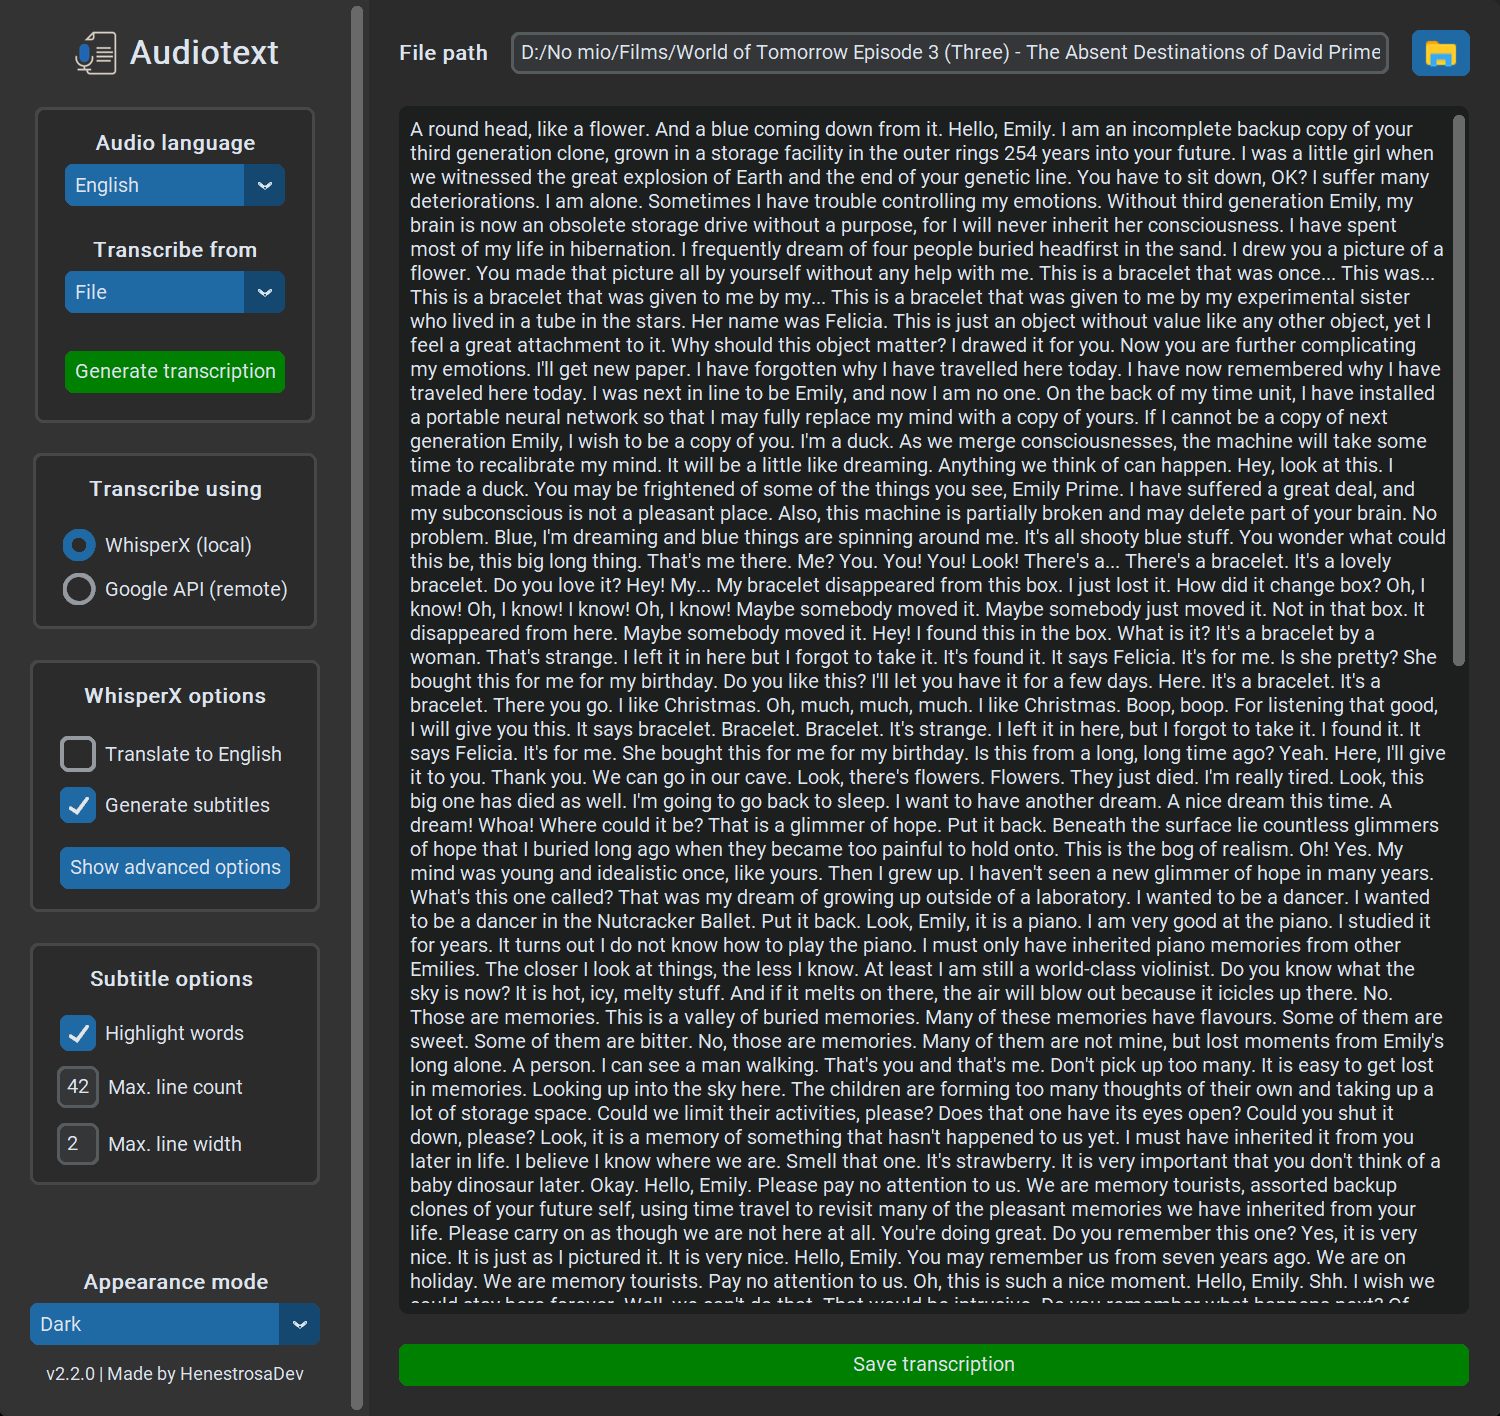 Audiotext
Audio language
English
Transcribe from
File
Generate transcription
Transcribe using
WhisperX (local)
Google API (remote)
WhisperX options
Translate to English
Generate subtitles
Show advanced options
Subtitle options
Highlight words
42 Max. line count
2 Max. line width
Appearance mode
Dark
v2.2.0 | Made by HenestrosaDev
File path D:/No mio/Films/World of Tomorrow Episode 3 (Three) - The Absent Destinations of David Prime
A round head, like a flower. And a blue coming down from it. Hello, Emily. I am an incomplete backup copy of your
third generation clone, grown in a storage facility in the outer rings 254 years into your future. I was a little girl when
we witnessed the great explosion of Earth and the end of your genetic line. You have to sit down, OK? I suffer many
deteriorations. I am alone. Sometimes I have trouble controlling my emotions. Without third generation Emily, my
brain is now an obsolete storage drive without a purpose, for I will never inherit her consciousness. I have spent
most of my life in hibernation. I frequently dream of four people buried headfirst in the sand. I drew you a picture of a
flower. You made that picture all by yourself without any help with me. This is a bracelet that was once... This was...
This is a bracelet that was given to me by my... This is a bracelet that was given to me by my experimental sister
who lived in a tube in the stars. Her name was Felicia. This is just an object without value like any other object, yet I
feel a great attachment to it. Why should this object matter? I drawed it for you. Now you are further complicating
my emotions. I'll get new paper. I have forgotten why I have travelled here today. I have now remembered why I have
traveled here today. I was next in line to be Emily, and now I am no one. On the back of my time unit, I have installed
a portable neural network so that I may fully replace my mind with a copy of yours. If I cannot be a copy of next
generation Emily, I wish to be a copy of you. I'm a duck. As we merge consciousnesses, the machine will take some
time to recalibrate my mind. It will be a little like dreaming. Anything we think of can happen. Hey, look at this. I
made a duck. You may be frightened of some of the things you see, Emily Prime. I have suffered a great deal, and
my subconscious is not a pleasant place. Also, this machine is partially broken and may delete part of your brain. No
problem. Blue, I'm dreaming and blue things are spinning around me. It's all shooty blue stuff. You wonder what could
this be, this big long thing. That's me there. Me? You. You! You! Look! There's a... There's a bracelet. It's a lovely
bracelet. Do you love it? Hey! My... My bracelet disappeared from this box. I just lost it. How did it change box? Oh, I
know! Oh, I know! I know! Oh, I know! Maybe somebody moved it. Maybe somebody just moved it. Not in that box. It
disappeared from here. Maybe somebody moved it. Hey! I found this in the box. What is it? It's a bracelet by a
woman. That's strange. I left it in here but I forgot to take it. It's found it. It says Felicia. It's for me. Is she pretty? She
bought this for me for my birthday. Do you like this? I'll let you have it for a few days. Here. It's a bracelet. It's a
bracelet. There you go. I like Christmas. Oh, much, much, much. I like Christmas. Boop, boop. For listening that good,
I will give you this. It says bracelet. Bracelet. Bracelet. It's strange. I left it in here, but I forgot to take it. I found it. It
says Felicia. It's for me. She bought this for me for my birthday. Is this from a long, long time ago? Yeah. Here, I'll give
it to you. Thank you. We can go in our cave. Look, there's flowers. Flowers. They just died. I'm really tired. Look, this
big one has died as well. I'm going to go back to sleep. I want to have another dream. A nice dream this time. A
dream! Whoa! Where could it be? That is a glimmer of hope. Put it back. Beneath the surface lie countless glimmers
of hope that I buried long ago when they became too painful to hold onto. This is the bog of realism. Oh! Yes. My
mind was young and idealistic once, like yours. Then I grew up. I haven't seen a new glimmer of hope in many years.
What's this one called? That was my dream of growing up outside of a laboratory. I wanted to be a dancer. I wanted
to be a dancer in the Nutcracker Ballet. Put it back. Look, Emily, it is a piano. I am very good at the piano. I studied it
for years. It turns out I do not know how to play the piano. I must only have inherited piano memories from other
Emilies. The closer I look at things, the less I know. At least I am still a world-class violinist. Do you know what the
sky is now? It is hot, icy, melty stuff. And if it melts on there, the air will blow out because it icicles up there. No.
Those are memories. This is a valley of buried memories. Many of these memories have flavours. Some of them are
sweet. Some of them are bitter. No, those are memories. Many of them are not mine, but lost moments from Emily's
long alone. A person. I can see a man walking. That's you and that's me. Don't pick up too many. It is easy to get lost
in memories. Looking up into the sky here. The children are forming too many thoughts of their own and taking up a
lot of storage space. Could we limit their activities, please? Does that one have its eyes open? Could you shut it
down, please? Look, it is a memory of something that hasn't happened to us yet. I must have inherited it from you
later in life. I believe I know where we are. Smell that one. It's strawberry. It is very important that you don't think of a
baby dinosaur later. Okay. Hello, Emily. Please pay no attention to us. We are memory tourists, assorted backup
clones of your future self, using time travel to revisit many of the pleasant memories we have inherited from your
life. Please carry on as though we are not here at all. You're doing great. Do you remember this one? Yes, it is very
nice. It is just as I pictured it. It is very nice. Hello, Emily. You may remember us from seven years ago. We are on
holiday. We are memory tourists. Pay no attention to us. Oh, this is such a nice moment. Hello, Emily. Shh. I wish we
could stay here forever. Well, we can't do that. That would be intrusive. Do you remember what happens next? Of
Save transcription